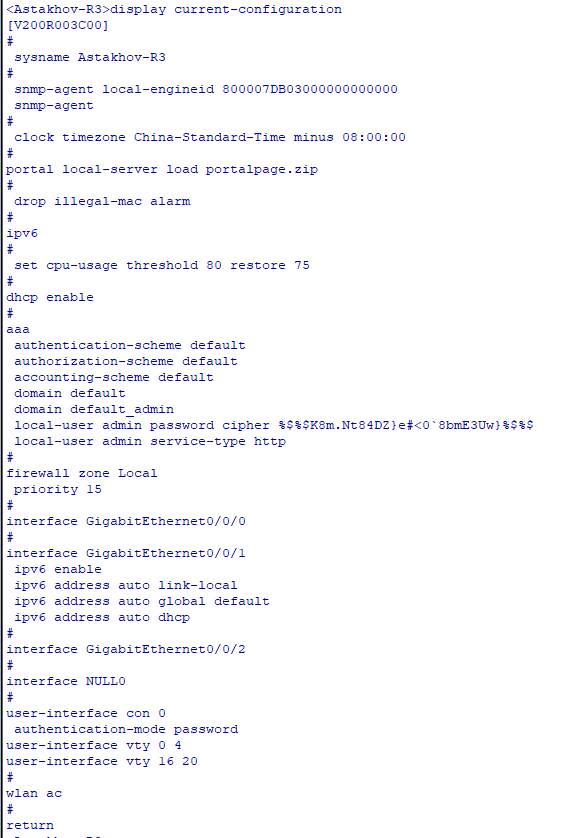 <Astakhov-R3>display current-configuration
[V200R003C00]
#
 sysname Astakhov-R3
#
 snmp-agent local-engineid 800007DB03000000000000
 snmp-agent
#
 clock timezone China-Standard-Time minus 08:00:00
#
portal local-server load portalpage.zip
#
 drop illegal-mac alarm
#
ipv6
#
 set cpu-usage threshold 80 restore 75
#
dhcp enable
#
aaa
 authentication-scheme default
 authorization-scheme default
 accounting-scheme default
 domain default
 domain default_admin
 local-user admin password cipher %$%$K8m.Nt84DZ}e#<0`8bmE3Uw}%$%$
 local-user admin service-type http
#
firewall zone Local
 priority 15
#
interface GigabitEthernet0/0/0
#
interface GigabitEthernet0/0/1
 ipv6 enable
 ipv6 address auto link-local
 ipv6 address auto global default
 ipv6 address auto dhcp
#
interface GigabitEthernet0/0/2
#
interface NULL0
#
user-interface con 0
 authentication-mode password
user-interface vty 0 4
user-interface vty 16 20
#
wlan ac
#
return